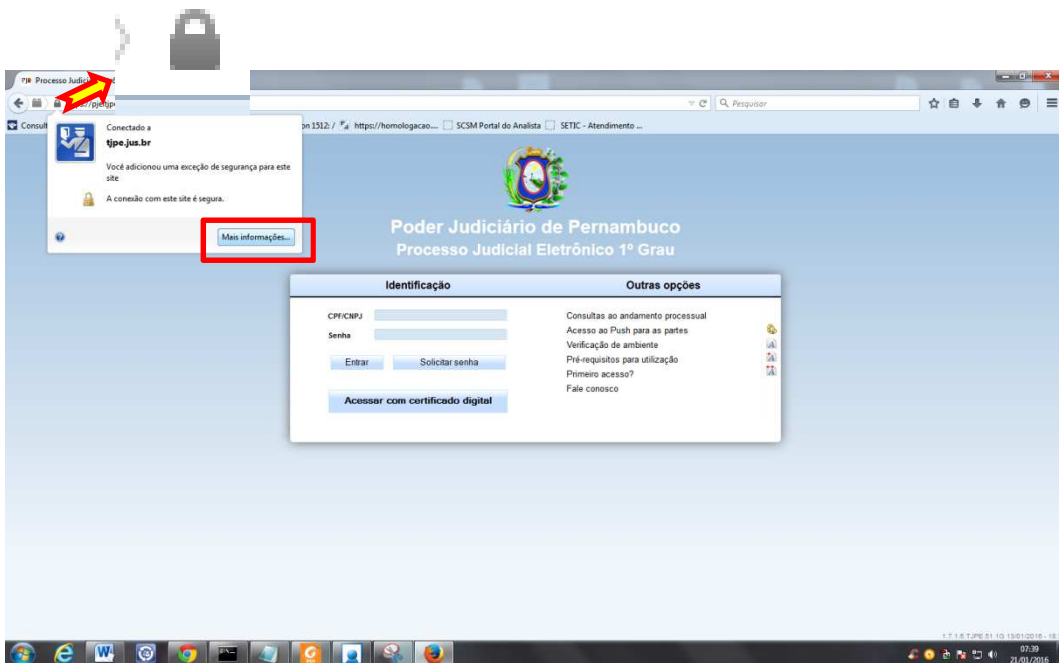 PJe Processo Judici
Pesquisar
Consult
on 1512: /
https://homologacao....
SCSM Portal do Analista
SETIC - Atendimento ...
Conectado a
tjpe.jus.br
Você adicionou uma exceção de segurança para este
site
A conexão com este site é segura.
Mais informações...
Poder Judiciário de Pernambuco
Processo Judicial Eletrônico 1º Grau
Identificação
CPF/CNPJ
Senha
Entrar
Solicitar senha
Acessar com certificado digital
Outras opções
Consultas ao andamento processual
Acesso ao Push para as partes
Verificação de ambiente
Pré-requisitos para utilização
Primeiro acesso?
Fale conosco
07:39
21/01/2016